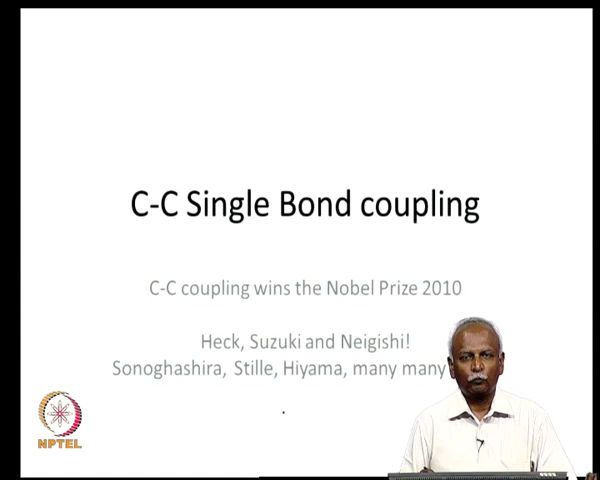 C-C Single Bond coupling
C-C coupling wins the Nobel Prize 2010
Heck, Suzuki and Neigishi!
Sonoghashira, Stille, Hiyama, many many
NPTEL